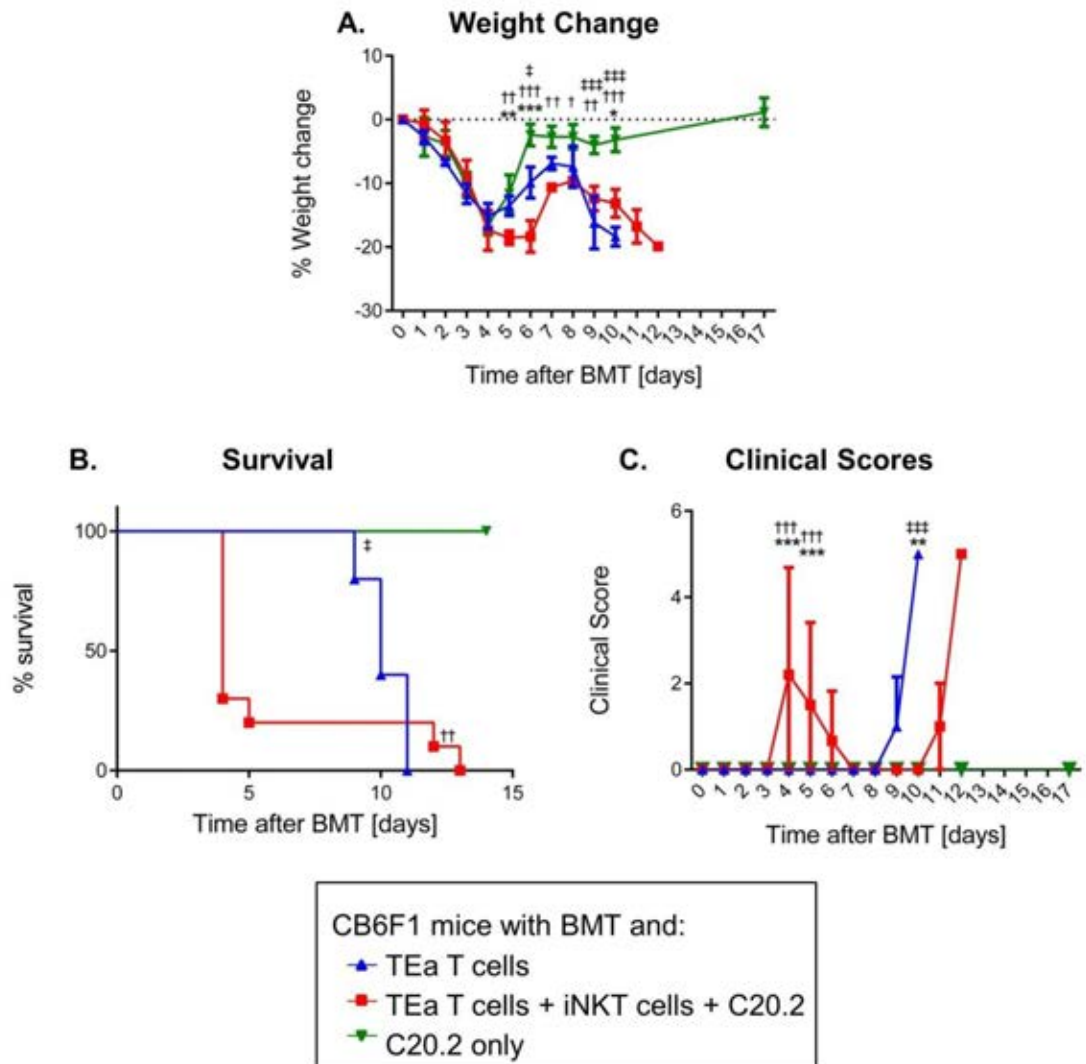 A. Weight Change
10
0
-10
-20
-30
% Weight change
††
**
‡
†††
***
††
†
‡‡‡
††
‡‡‡
†††
*
0 1 2 3 4 5 6 7 8 9 10 11 12 13 14 15 16 17
Time after BMT [days]
B. Survival
100
50
0
% survival
‡
††
0 5 10 15
Time after BMT [days]
C. Clinical Scores
6
4
2
0
Clinical Score
†††
***
†††
***
‡‡‡
**
0 1 2 3 4 5 6 7 8 9 10 11 12 13 14 15 16 17
Time after BMT [days]
CB6F1 mice with BMT and:
TEa T cells
TEa T cells + iNKT cells + C20.2
C20.2 only